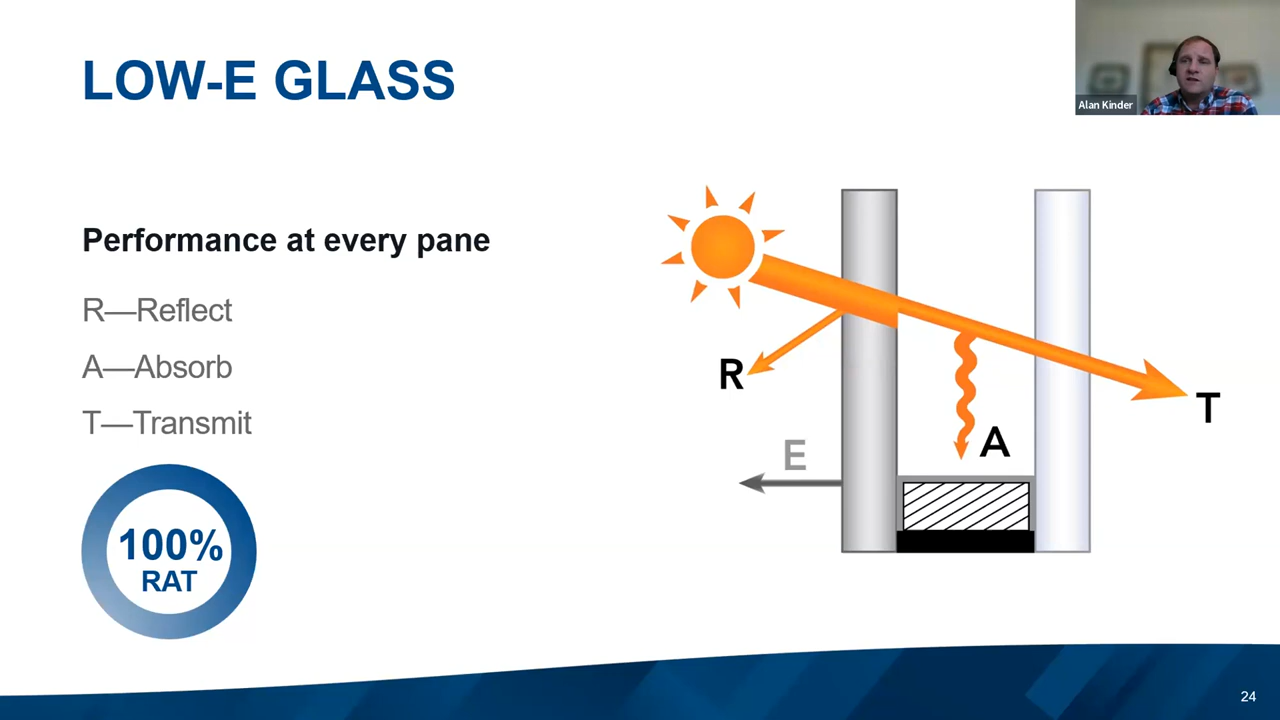 LOW-E GLASS
Alan Kinder
Performance at every pane
R—Reflect
A—Absorb
T—Transmit
100%
RAT
R
A
T
E
24